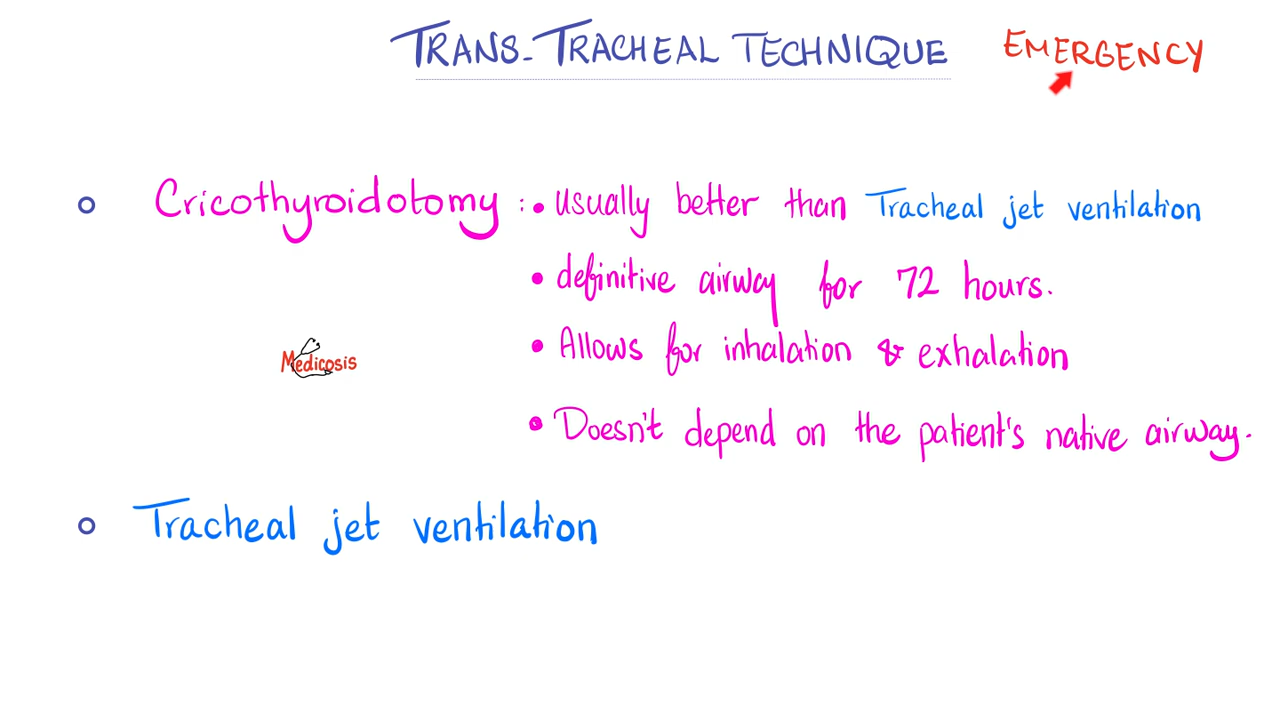 TRANS-TRACHEAL TECHNIQUE EMERGENCY
Cricothyroidotomy : • Usually better than Tracheal jet ventilation
• definitive airway for 72 hours.
• Allows for inhalation & exhalation
Medicosis
• Doesn't depend on the patient's native airway.
Tracheal jet ventilation